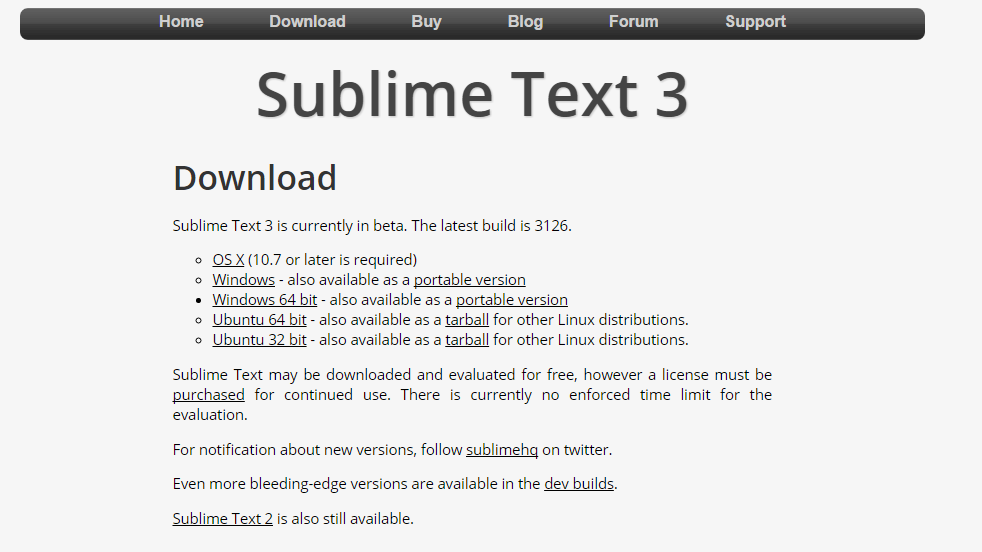 Home Download Buy Blog Forum Support
Sublime Text 3
Download
Sublime Text 3 is currently in beta. The latest build is 3126.
OS X (10.7 or later is required)
Windows - also available as a portable version
Windows 64 bit - also available as a portable version
Ubuntu 64 bit - also available as a tarball for other Linux distributions.
Ubuntu 32 bit - also available as a tarball for other Linux distributions.
Sublime Text may be downloaded and evaluated for free, however a license must be
purchased for continued use. There is currently no enforced time limit for the
evaluation.
For notification about new versions, follow sublimehq on twitter.
Even more bleeding-edge versions are available in the dev builds.
Sublime Text 2 is also still available.